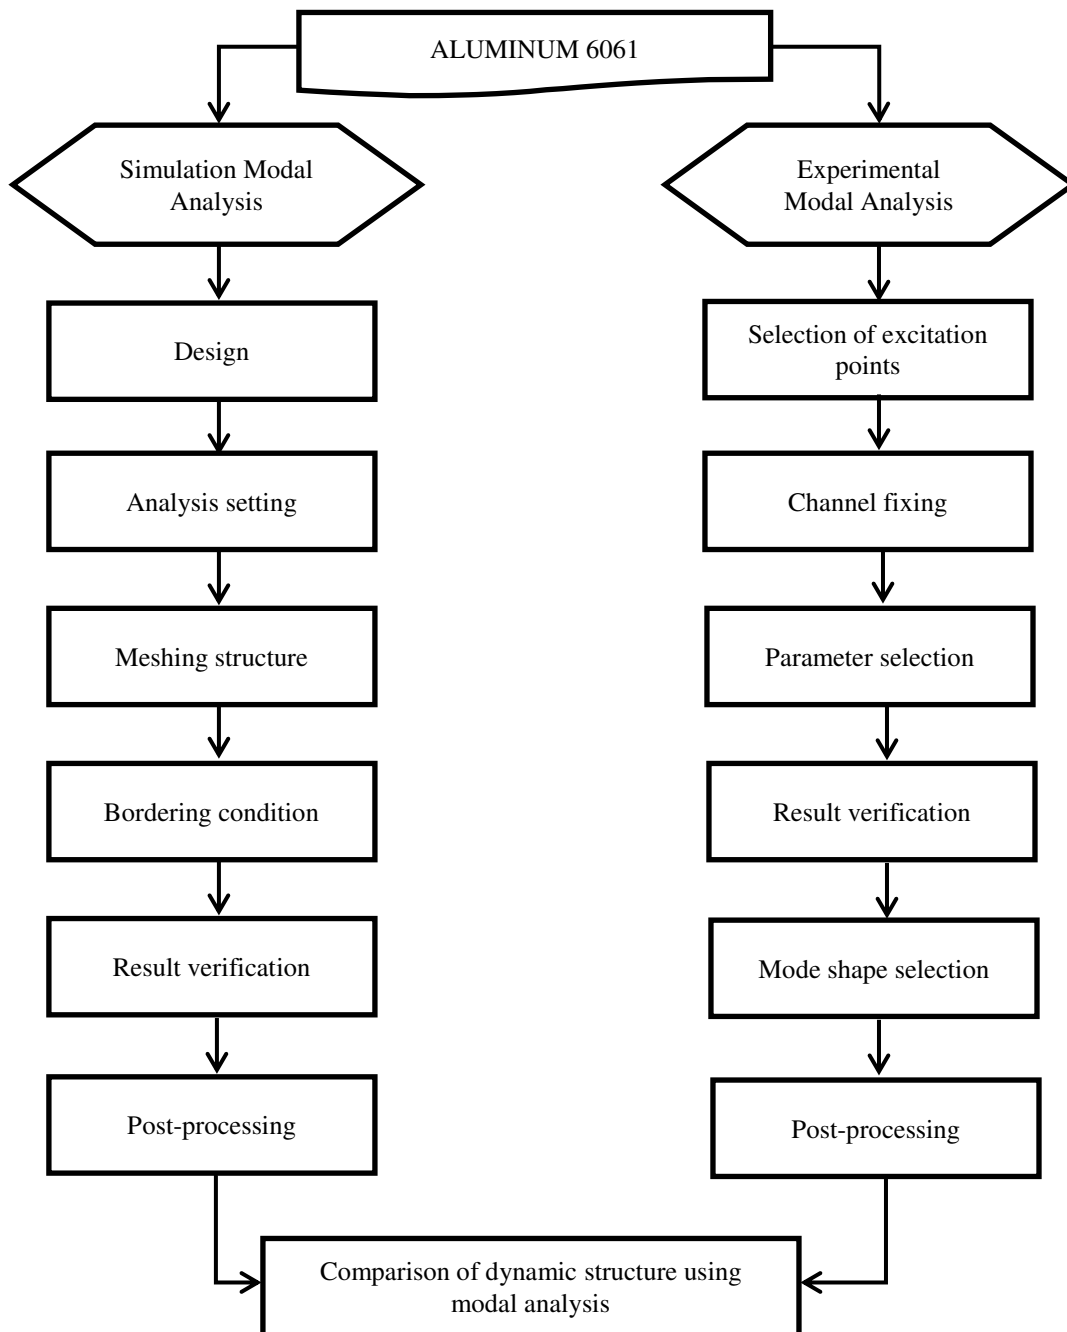 ALUMINUM 6061
Simulation Modal
Analysis
Design
Analysis setting
Meshing structure
Bordering condition
Result verification
Post-processing
Experimental
Modal Analysis
Selection of excitation
points
Channel fixing
Parameter selection
Result verification
Mode shape selection
Post-processing
Comparison of dynamic structure using
modal analysis